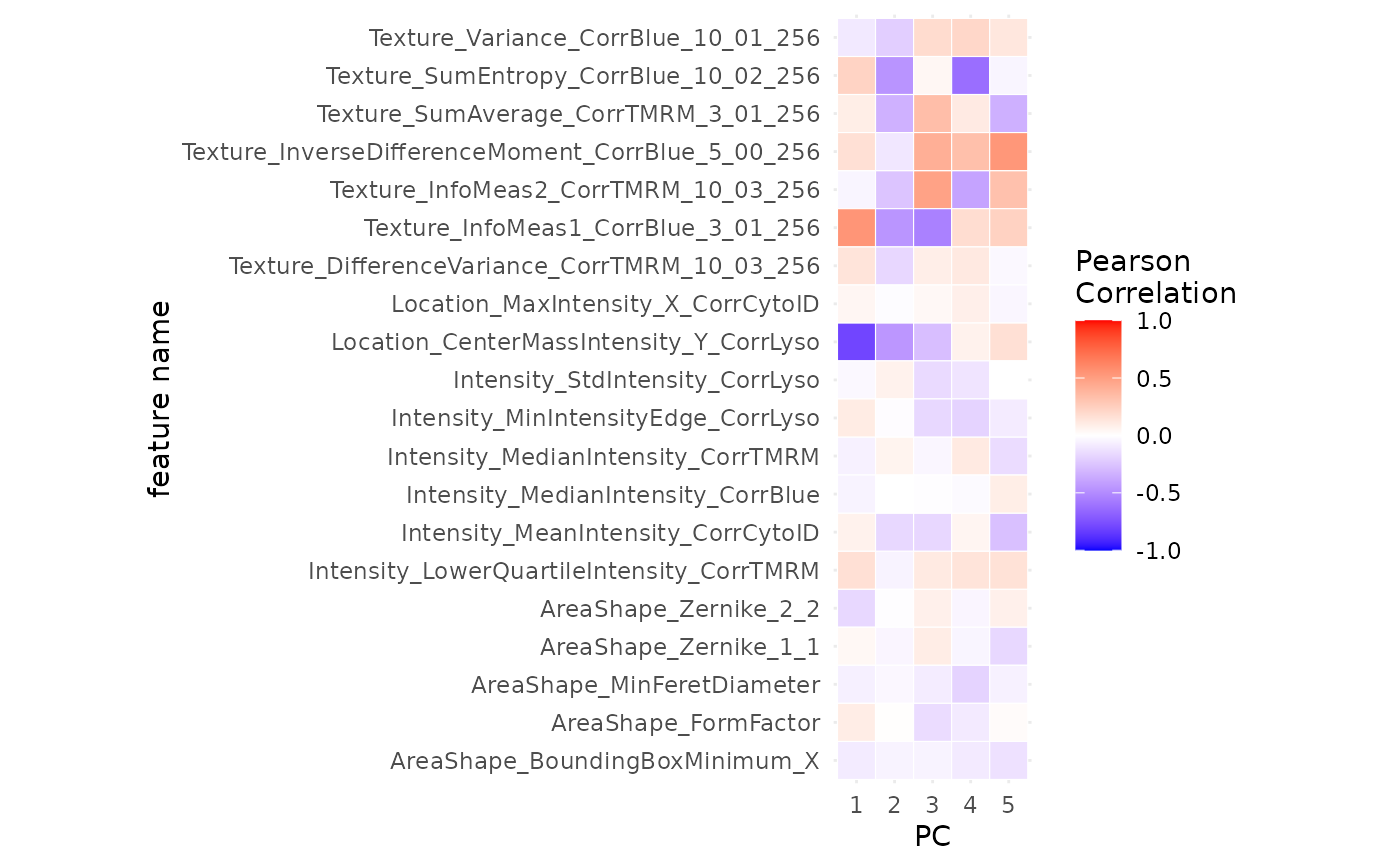 Texture_Variance_CorrBlue_10_01_256
Texture_SumEntropy_CorrBlue_10_02_256
Texture_SumAverage_CorrTMRM_3_01_256
Texture_InverseDifferenceMoment_CorrBlue_5_00_256
Texture_InfoMeas2_CorrTMRM_10_03_256
Texture_InfoMeas1_CorrBlue_3_01_256
Texture_DifferenceVariance_CorrTMRM_10_03_256
Location_MaxIntensity_X_CorrCytoID
Location_CenterMassIntensity_Y_CorrLyso
Intensity_StdIntensity_CorrLyso
Intensity_MinIntensityEdge_CorrLyso
Intensity_MedianIntensity_CorrTMRM
Intensity_MedianIntensity_CorrBlue
Intensity_MeanIntensity_CorrCytoID
Intensity_LowerQuartileIntensity_CorrTMRM
AreaShape_Zernike_2_2
AreaShape_Zernike_1_1
AreaShape_MinFeretDiameter
AreaShape_FormFactor
AreaShape_BoundingBoxMinimum_X
feature name
1 2 3 4 5
PC
Pearson
Correlation
1.0
0.5
0.0
-0.5
-1.0